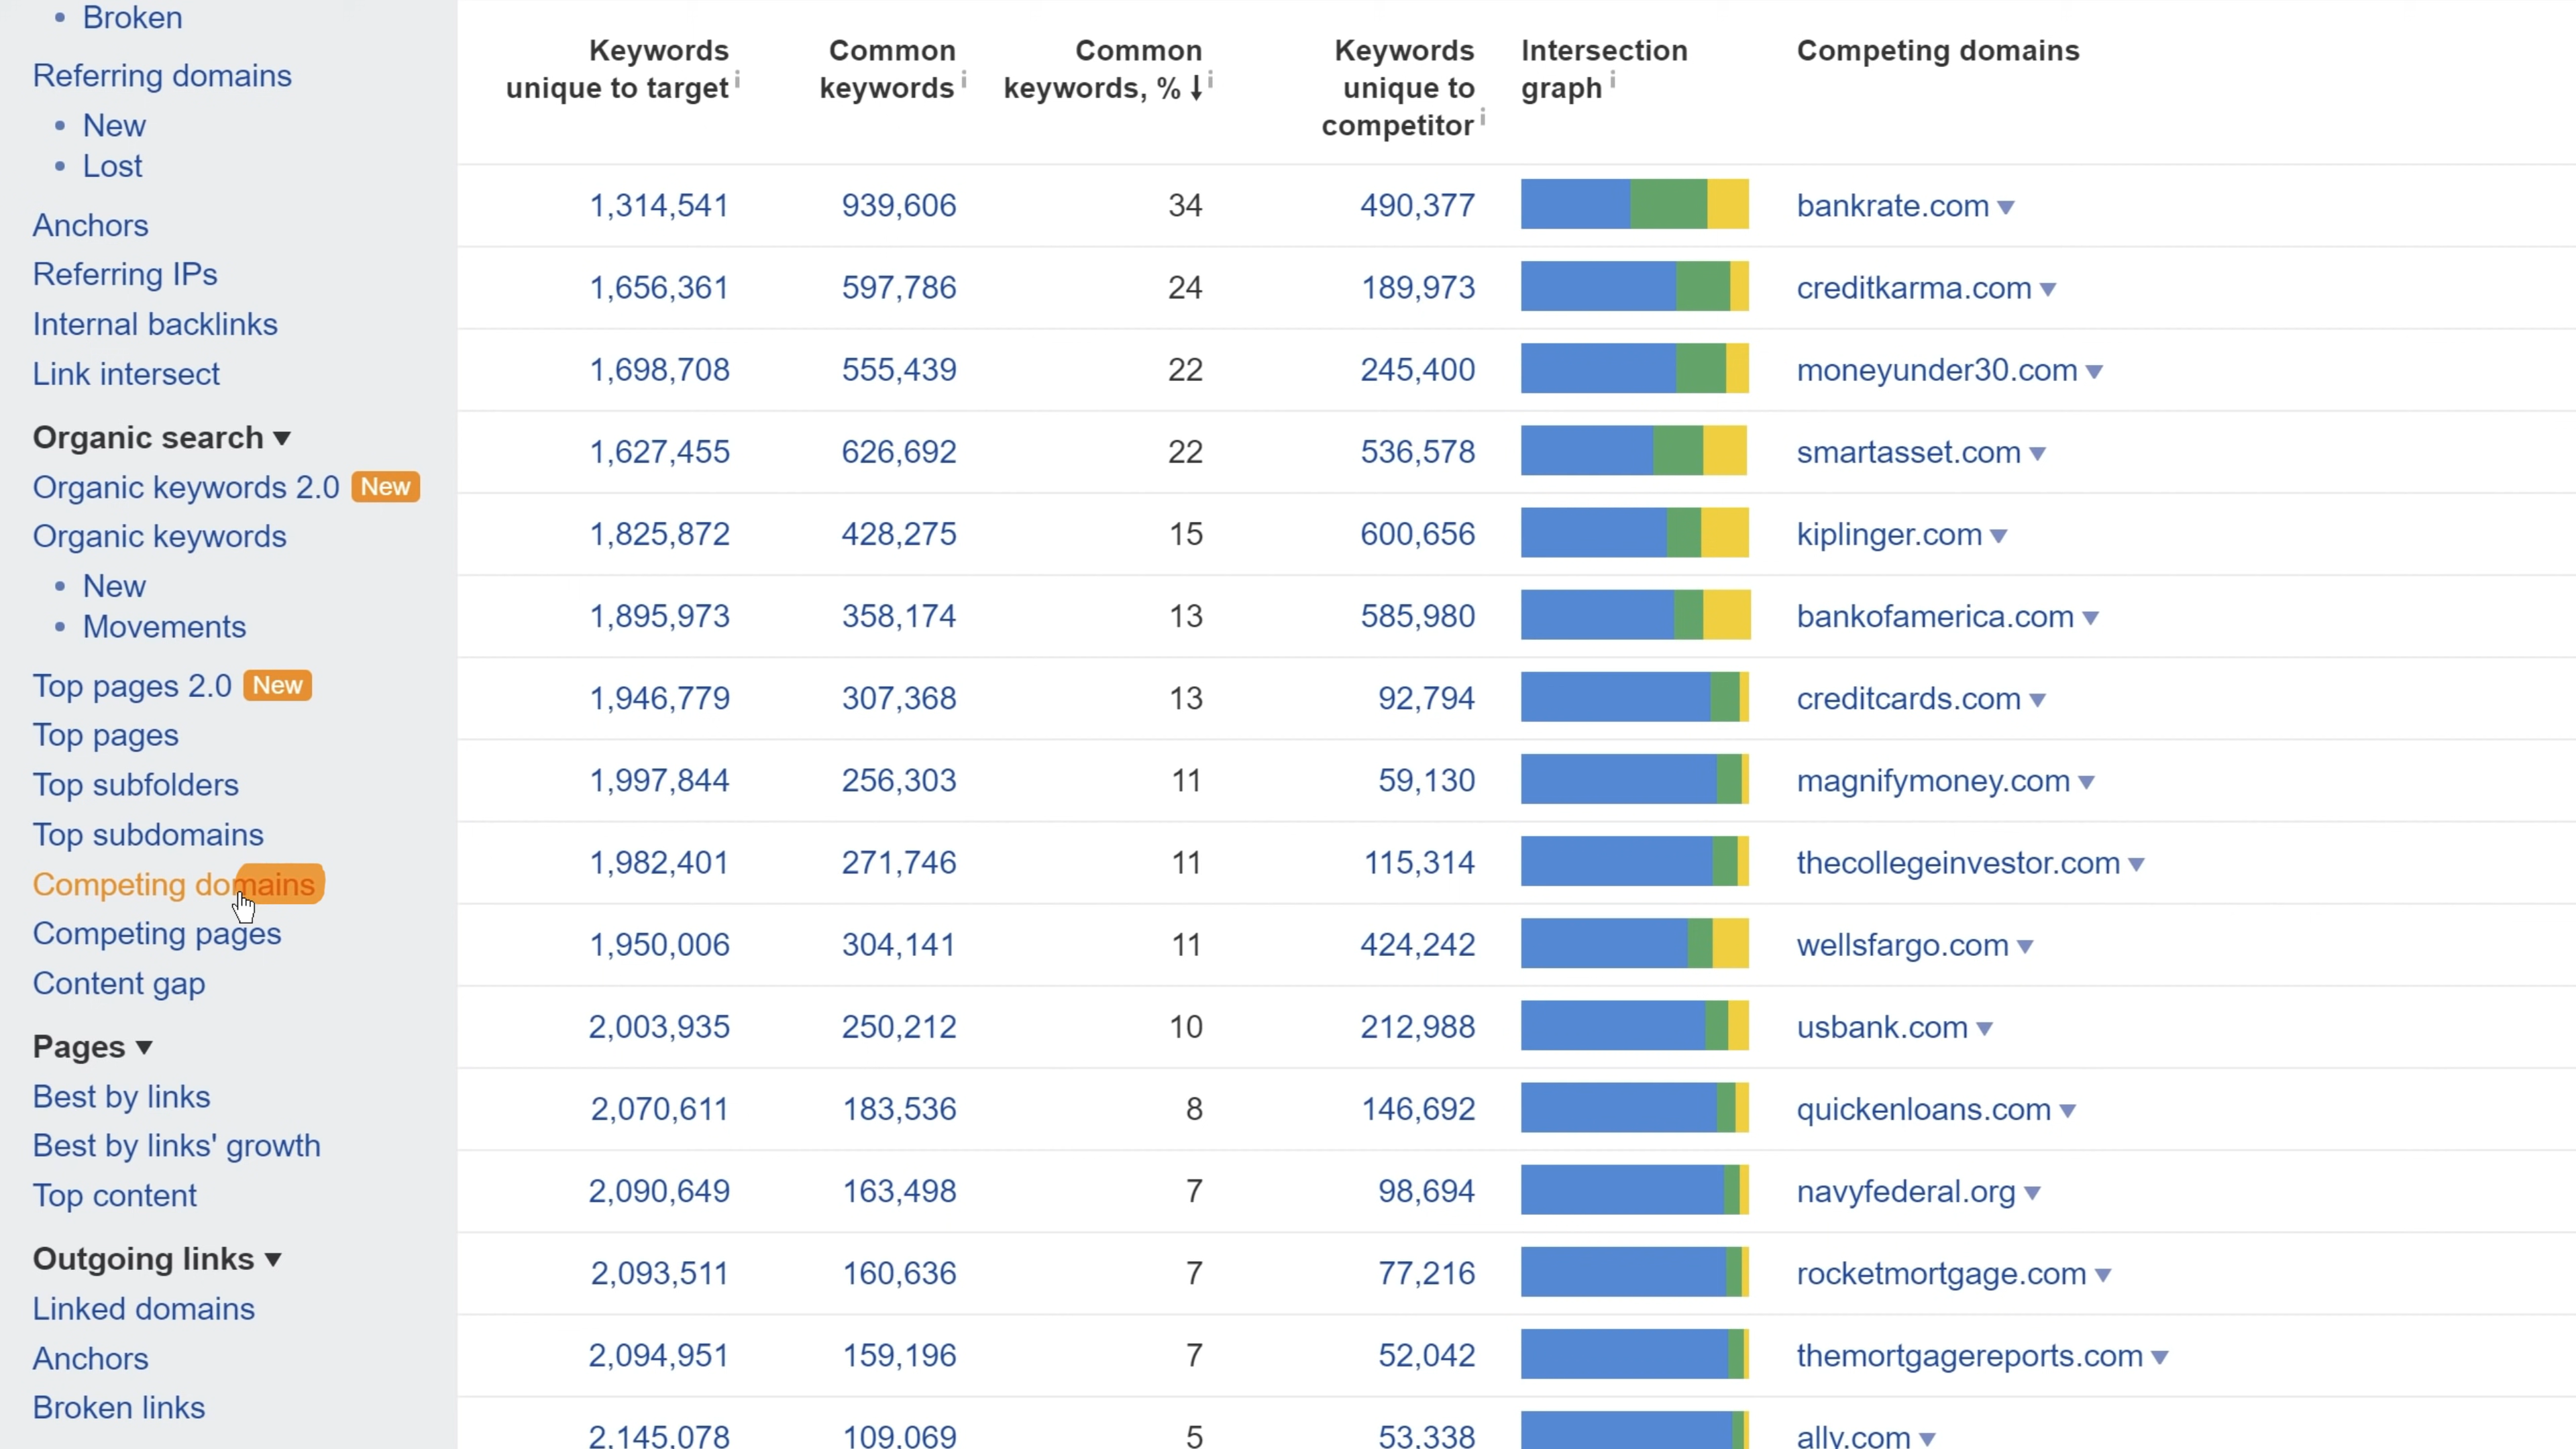 Broken
Referring domains
New
Lost
Anchors
Referring IPs
Internal backlinks
Link intersect
Organic search
Organic keywords 2.0 New
Organic keywords
New
Movements
Top pages 2.0 New
Top pages
Top subfolders
Top subdomains
Competing domains
Competing pages
Content gap
Pages
Best by links
Best by links' growth
Top content
Outgoing links
Linked domains
Anchors
Broken links
Keywords unique to target i Common keywords i Common keywords, % ↓ i Keywords unique to competitor i Intersection graph i Competing domains
1,314,541 939,606 34 490,377 bankrate.com
1,656,361 597,786 24 189,973 creditkarma.com
1,698,708 555,439 22 245,400 moneyunder30.com
1,627,455 626,692 22 536,578 smartasset.com
1,825,872 428,275 15 600,656 kiplinger.com
1,895,973 358,174 13 585,980 bankofamerica.com
1,946,779 307,368 13 92,794 creditcards.com
1,997,844 256,303 11 59,130 magnifymoney.com
1,982,401 271,746 11 115,314 thecollegeinvestor.com
1,950,006 304,141 11 424,242 wellsfargo.com
2,003,935 250,212 10 212,988 usbank.com
2,070,611 183,536 8 146,692 quickenloans.com
2,090,649 163,498 7 98,694 navyfederal.org
2,093,511 160,636 7 77,216 rocketmortgage.com
2,094,951 159,196 7 52,042 themortgagereports.com
2,145,078 109,069 5 53,338 ally.com